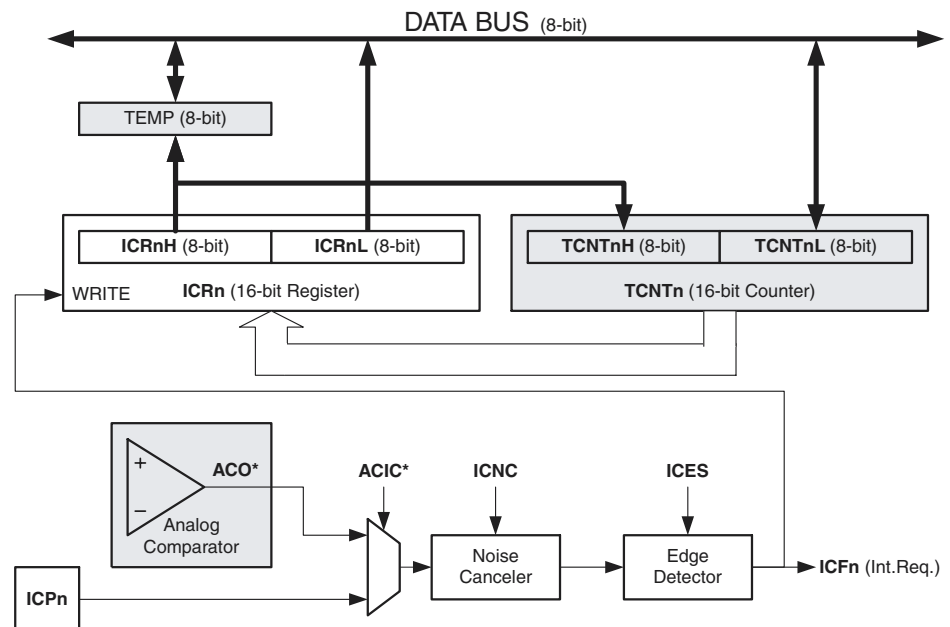 DATA BUS (8-bit)
TEMP (8-bit)
ICRnH (8-bit)
ICRnL (8-bit)
TCNTnH (8-bit)
TCNTnL (8-bit)
WRITE
ICRn (16-bit Register)
TCNTn (16-bit Counter)
+
−
ACO*
Analog
Comparator
ACIC*
ICNC
ICES
Noise
Canceler
Edge
Detector
ICFn (Int.Req.)
ICPn